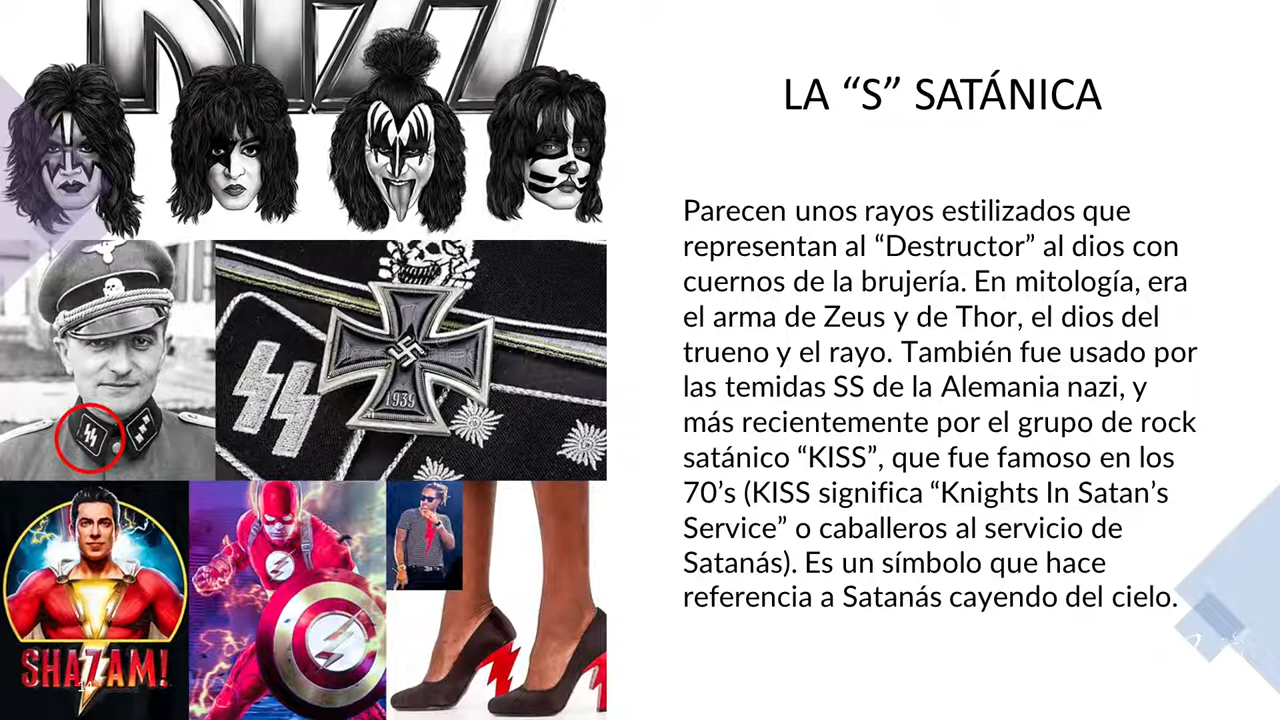 LA “S” SATÁNICA
Parecen unos rayos estilizados que
representan al “Destructor” al dios con
cuernos de la brujería. En mitología, era
el arma de Zeus y de Thor, el dios del
trueno y el rayo. También fue usado por
las temidas SS de la Alemania nazi, y
más recientemente por el grupo de rock
satánico “KISS”, que fue famoso en los
70’s (KISS significa “Knights In Satan’s
Service” o caballeros al servicio de
Satanás). Es un símbolo que hace
referencia a Satanás cayendo del cielo.
1939
SHAZAM!